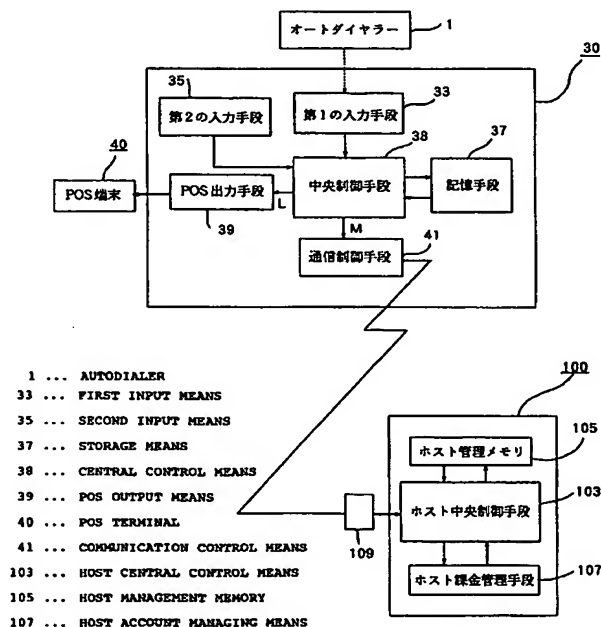 オートダイヤラー
1
30
35
33
第2の入力手段
第1の入力手段
38
37
40
POS端末
POS出力手段
中央制御手段
記憶手段
L
39
M
41
通信制御手段
1 ... AUTODIALER
33 ... FIRST INPUT MEANS
35 ... SECOND INPUT MEANS
37 ... STORAGE MEANS
38 ... CENTRAL CONTROL MEANS
39 ... POS OUTPUT MEANS
40 ... POS TERMINAL
41 ... COMMUNICATION CONTROL MEANS
103 ... HOST CENTRAL CONTROL MEANS
105 ... HOST MANAGEMENT MEMORY
107 ... HOST ACCOUNT MANAGING MEANS
100
ホスト管理メモリ
105
ホスト中央制御手段
103
109
ホスト課金管理手段
107